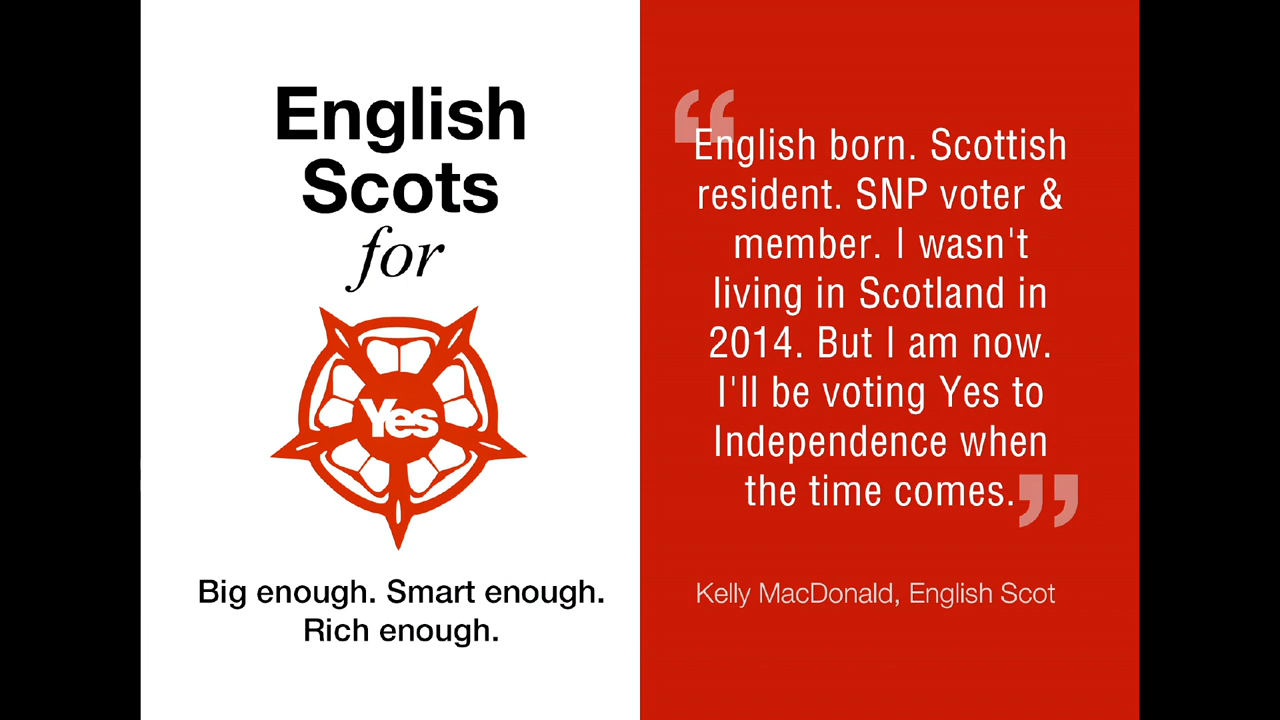 English
Scots
for
Yes
Big enough. Smart enough.
Rich enough.
“English born. Scottish
resident. SNP voter &
member. I wasn't
living in Scotland in
2014. But I am now.
I'll be voting Yes to
Independence when
the time comes.”
Kelly MacDonald, English Scot